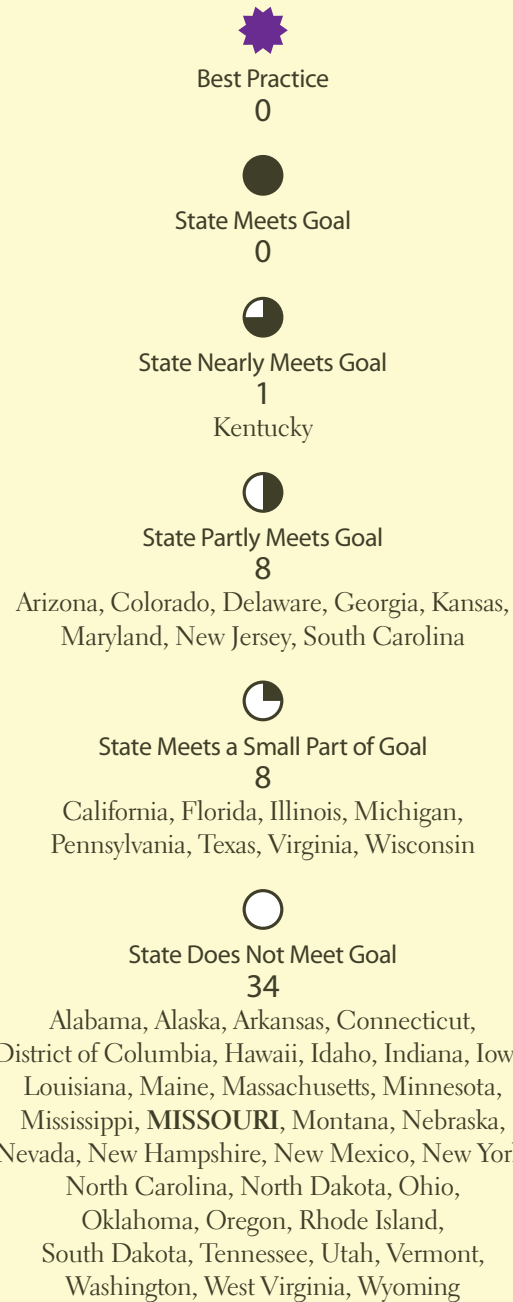 Best Practice
0
State Meets Goal
0
State Nearly Meets Goal
1
Kentucky
State Partly Meets Goal
8
Arizona, Colorado, Delaware, Georgia, Kansas,
Maryland, New Jersey, South Carolina
State Meets a Small Part of Goal
8
California, Florida, Illinois, Michigan,
Pennsylvania, Texas, Virginia, Wisconsin
State Does Not Meet Goal
34
Alabama, Alaska, Arkansas, Connecticut,
District of Columbia, Hawaii, Idaho, Indiana, Iow
Louisiana, Maine, Massachusetts, Minnesota,
Mississippi, MISSOURI, Montana, Nebraska,
Nevada, New Hampshire, New Mexico, New York
North Carolina, North Dakota, Ohio,
Oklahoma, Oregon, Rhode Island,
South Dakota, Tennessee, Utah, Vermont,
Washington, West Virginia, Wyoming